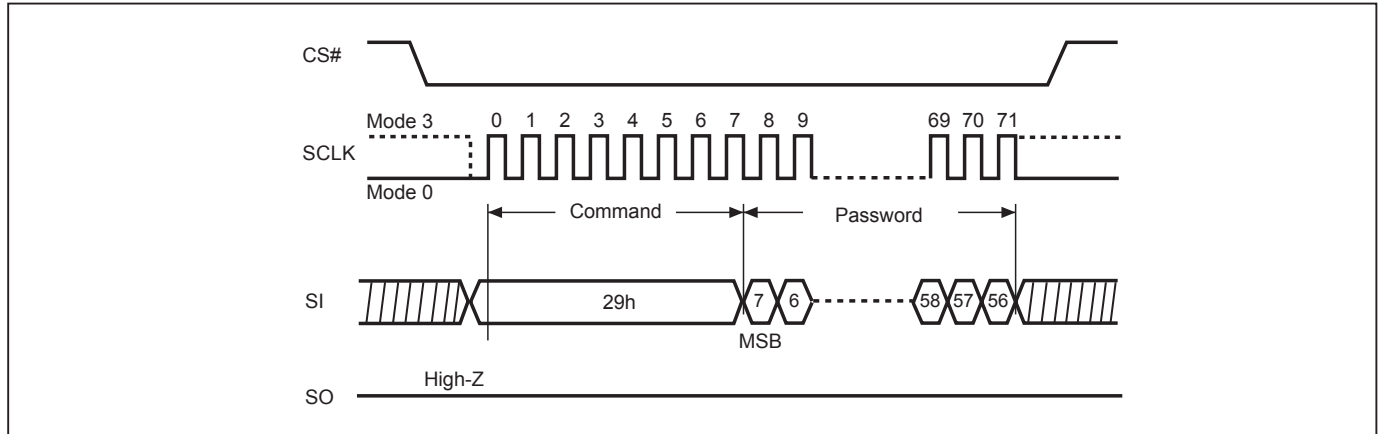 CS#
Mode 3
0 1 2 3 4 5 6 7 8 9 69 70 71
SCLK
Mode 0
Command Password
SI 29h 7 6 58 57 56
MSB
High-Z
SO